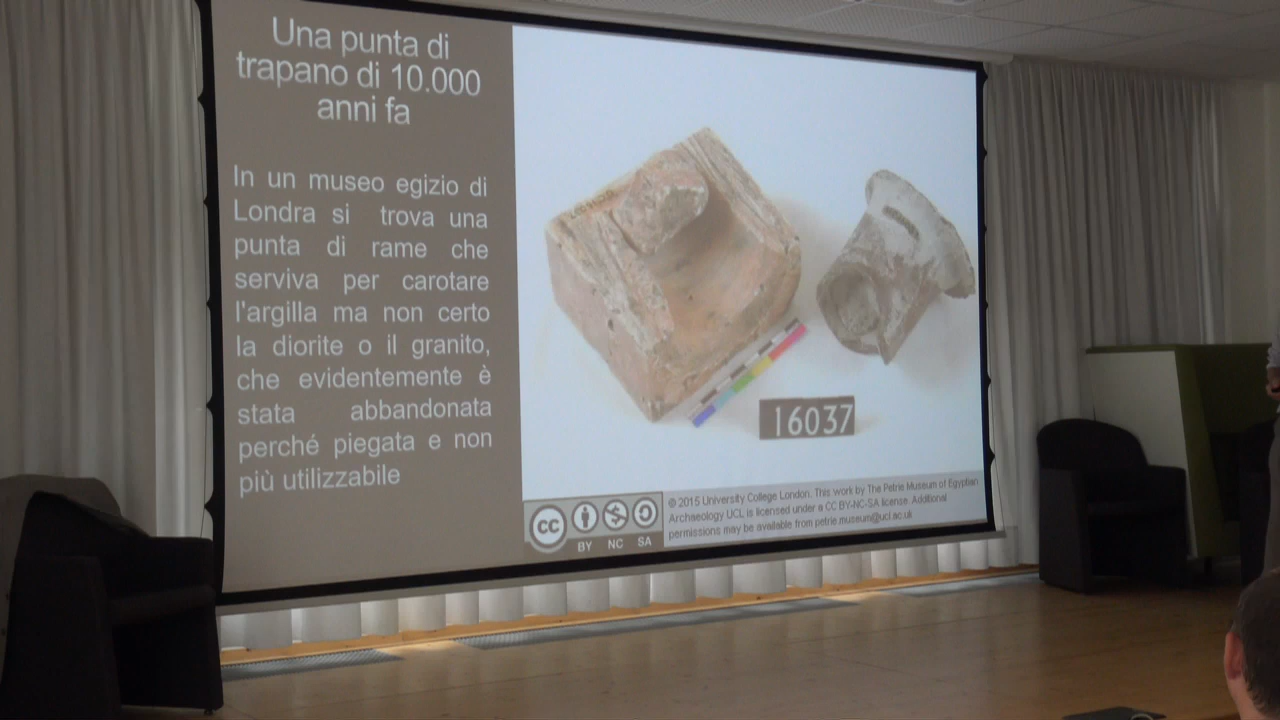 Una punta di
trapano di 10.000
anni fa
In un museo egizio di
Londra si trova una
punta di rame che
serviva per carotare
l'argilla ma non certo
la diorite o il granito,
che evidentemente è
stata abbandonata
perché piegata e non
più utilizzabile
16037
cc
BY NC SA
© 2015 University College London. This work by The Petrie Museum of Egyptian
Archaeology UCL is licensed under a CC BY-NC-SA license. Additional
permissions may be available from petrie.museum@ucl.ac.uk